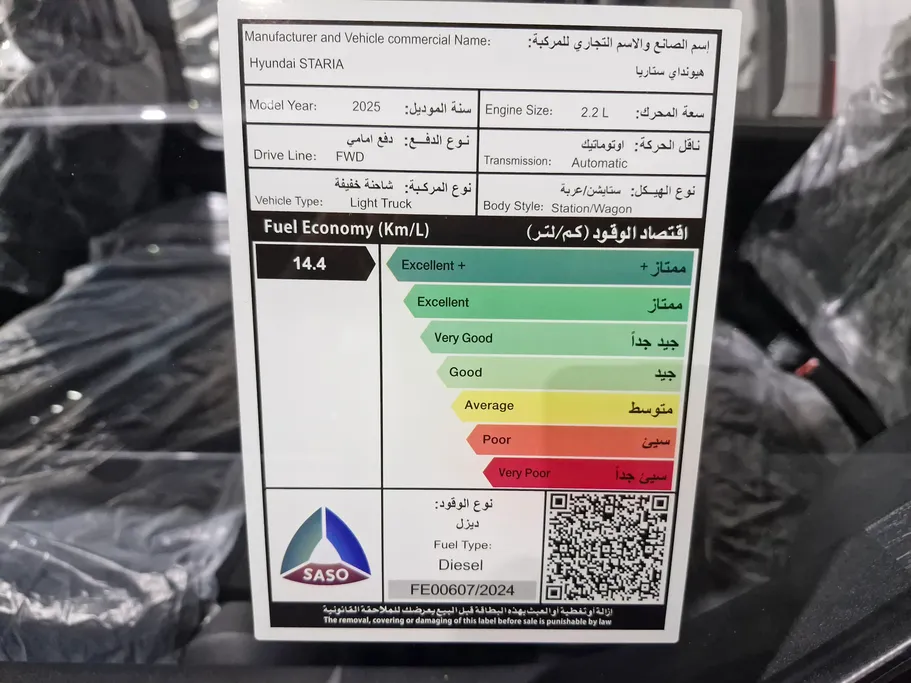 Manufacturer and Vehicle commercial Name: إسم الصانع والاسم التجاري للمركبة:
Hyundai STARIA هيونداي ستاريا
Model Year: 2025 سنة الموديل:
Engine Size: 2.2 L سعة المحرك:
نوع الدفع: دفع امامي
Drive Line: FWD
ناقل الحركة: اوتوماتيك
Transmission: Automatic
نوع المركبة: شاحنة خفيفة
Vehicle Type: Light Truck
نوع الهيكل: ستايشن/عربة
Body Style: Station/Wagon
Fuel Economy (Km/L) اقتصاد الوقود (كم/لتر)
14.4
Excellent + ممتاز +
Excellent ممتاز
Very Good جيد جداً
Good جيد
Average متوسط
Poor سيئ
Very Poor سيئ جداً
SASO
نوع الوقود:
ديزل
Fuel Type:
Diesel
FE00607/2024
إزالة أو تغطية أو العبث بهذه البطاقة قبل البيع يعرضك للملاحقة القانونية
The removal, covering or damaging of this label before sale is punishable by law